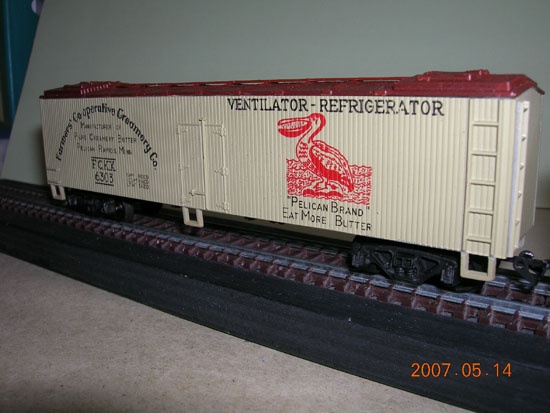 Farmers' Co-operative Creamery Co.
Manufacturer of
Pure Creamery Butter
Pelican Rapids Minn.
FCKX
6303
VENTILATOR - REFRIGERATOR
"PELICAN BRAND"
EAT MORE BUTTER
2007.05.14